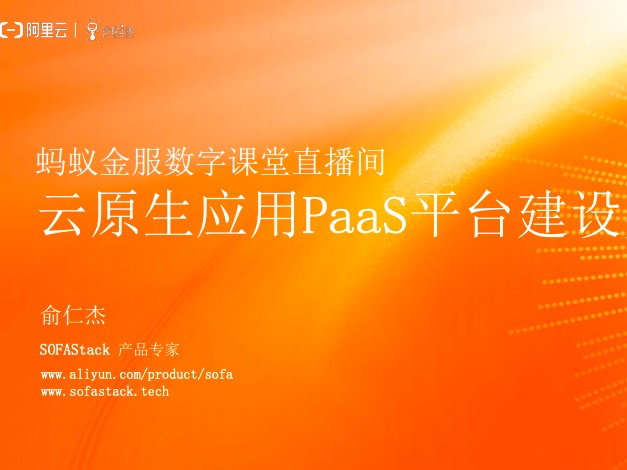 阿里云
蚂蚁金服数字课堂直播间
云原生应用PaaS平台建设
俞仁杰
SOFAStack 产品专家
www.aliyun.com/product/sofa
www.sofastack.tech